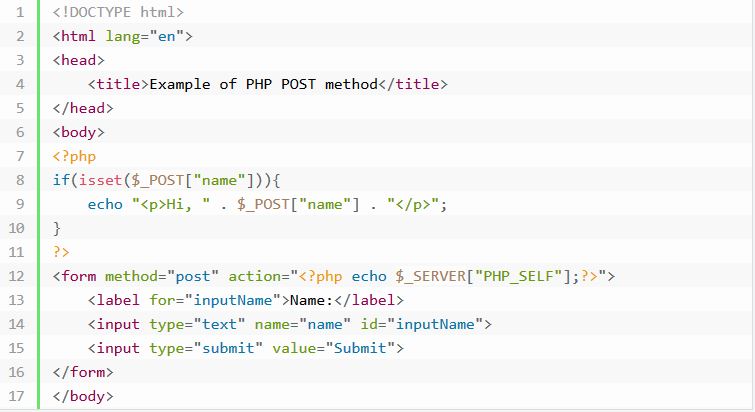 1 <!DOCTYPE html>
2 <html lang="en">
3 <head>
4     <title>Example of PHP POST method</title>
5 </head>
6 <body>
7 <?php
8 if(isset($_POST["name"])){
9     echo "<p>Hi, " . $_POST["name"] . "</p>";
10 }
11 ?>
12 <form method="post" action="<?php echo $_SERVER["PHP_SELF"];?>">
13     <label for="inputName">Name:</label>
14     <input type="text" name="name" id="inputName">
15     <input type="submit" value="Submit">
16 </form>
17 </body>